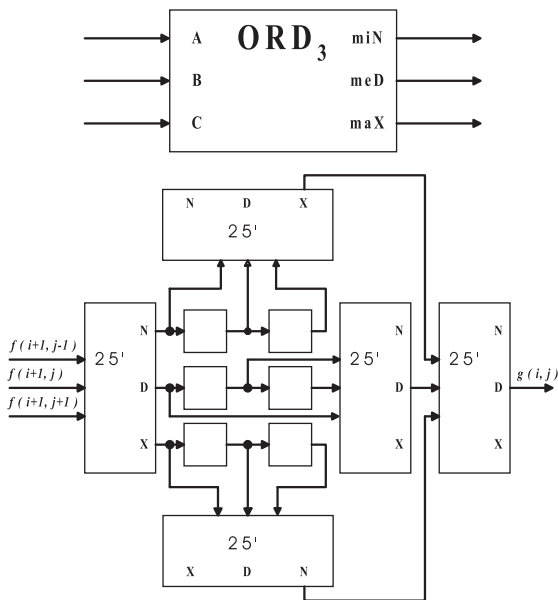 A ORD3 miN
B meD
C maX
N D X
25'
f(i+1,j-1)
f(i+1,j)
f(i+1,j+1)
25'
N
D
X
25'
N
D
X
25'
N
D
X
g(i,j)
25'
X D N